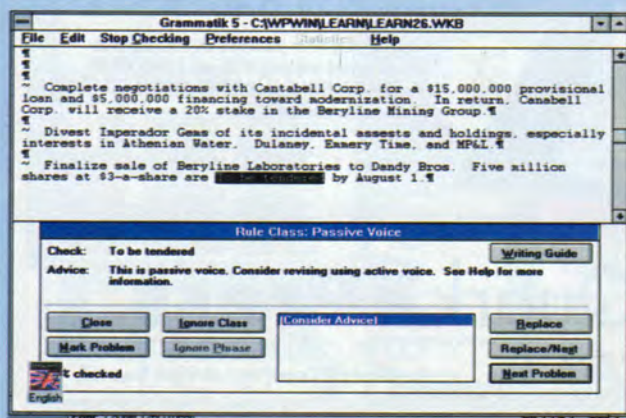 Grammatik 5 - C:\WPWIN\LEARN\LEARN26.WKB
File Edit Stop Checking Preferences Statistics Help
¶
¶
¶
~ Complete negotiations with Cantabell Corp. for a $15,000,000 provisional
loan and $5,000,000 financing toward modernization. In return, Canabell
Corp. will receive a 20% stake in the Beryline Mining Group.¶
¶
~ Divest Imperador Gems of its incidental assests and holdings, especially
interests in Athenian Water, Dulaney, Emmery Time, and MP&L.¶
¶
~ Finalize sale of Beryline Laboratories to Dandy Bros. Five million
shares at $3-a-share are to be tendered by August 1.¶
Rule Class: Passive Voice
Check: To be tendered
Writing Guide
Advice: This is passive voice. Consider revising using active voice. See Help for more
information.
Close Ignore Class [Consider Advice] Replace
Mark Problem Ignore Phrase Replace/Next
% checked Next Problem
English